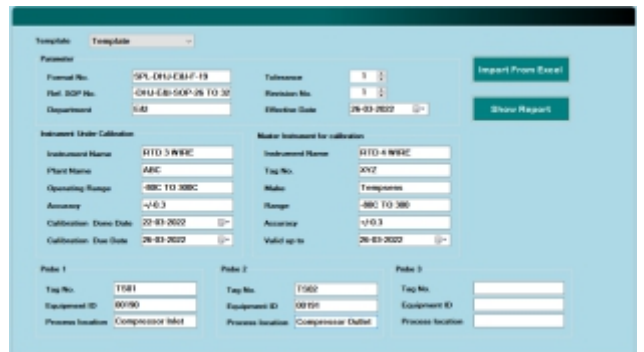 Template Template
Parameter
Format No. SPL-DHJ-E&I-F-19 Tolerance 1
Import From Excel
Ref. SOP No. -DHJ-E&I-SOP-26 TO 32 Revision No. 1
Department E&I Effective Date 26-03-2022
Show Report
Instrument Under Calibration Master Instrument for calibration
Instrument Name RTD 3 WIRE Instrument Name RTD 4 WIRE
Plant Name ABC Tag No. XYZ
Operating Range -80C TO 300C Make Tempsens
Accuracy +/-0.3 Range -80C TO 300
Calibration Done Date 22-03-2022 Accuracy +/-0.3
Calibration Due Date 26-03-2022 Valid up to 26-03-2022
Probe 1 Probe 2 Probe 3
Tag No. TS01 Tag No. TS02 Tag No.
Equipment ID 00190 Equipment ID 00191 Equipment ID
Process location Compressor Inlet Process location Compressor Outlet Process location